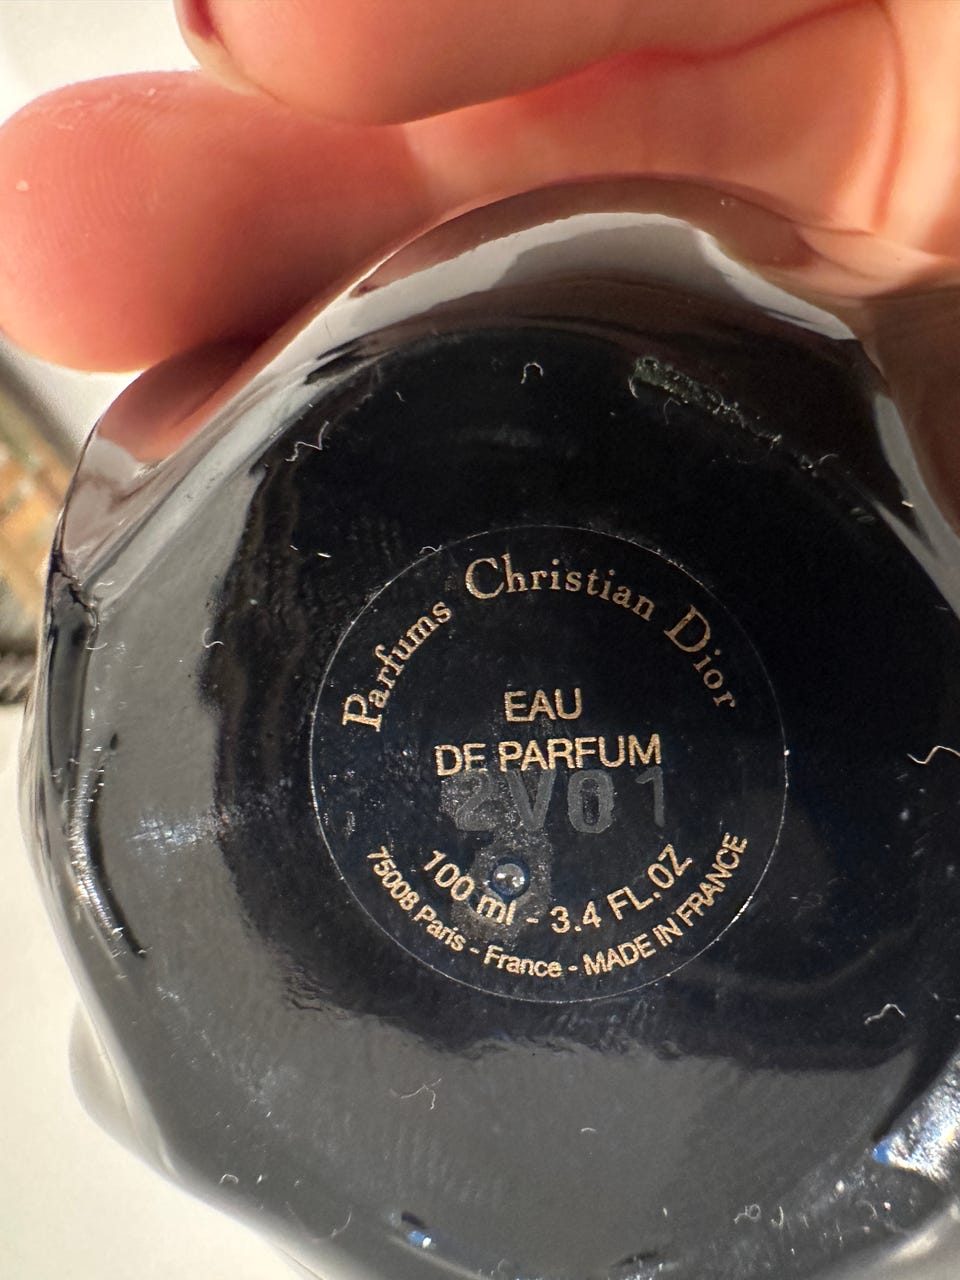 Parfums Christian Dior
EAU
DE PARFUM
2V01
100 ml - 3.4 FL.OZ
75008 Paris - France - MADE IN FRANCE